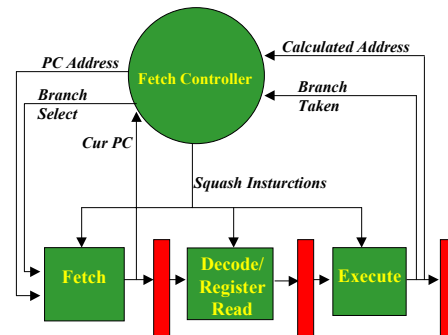 PC Address
Calculated Address
Fetch Controller
Branch
Select
Branch
Taken
Cur PC
Squash Insturctions
Fetch
Decode/
Register
Read
Execute